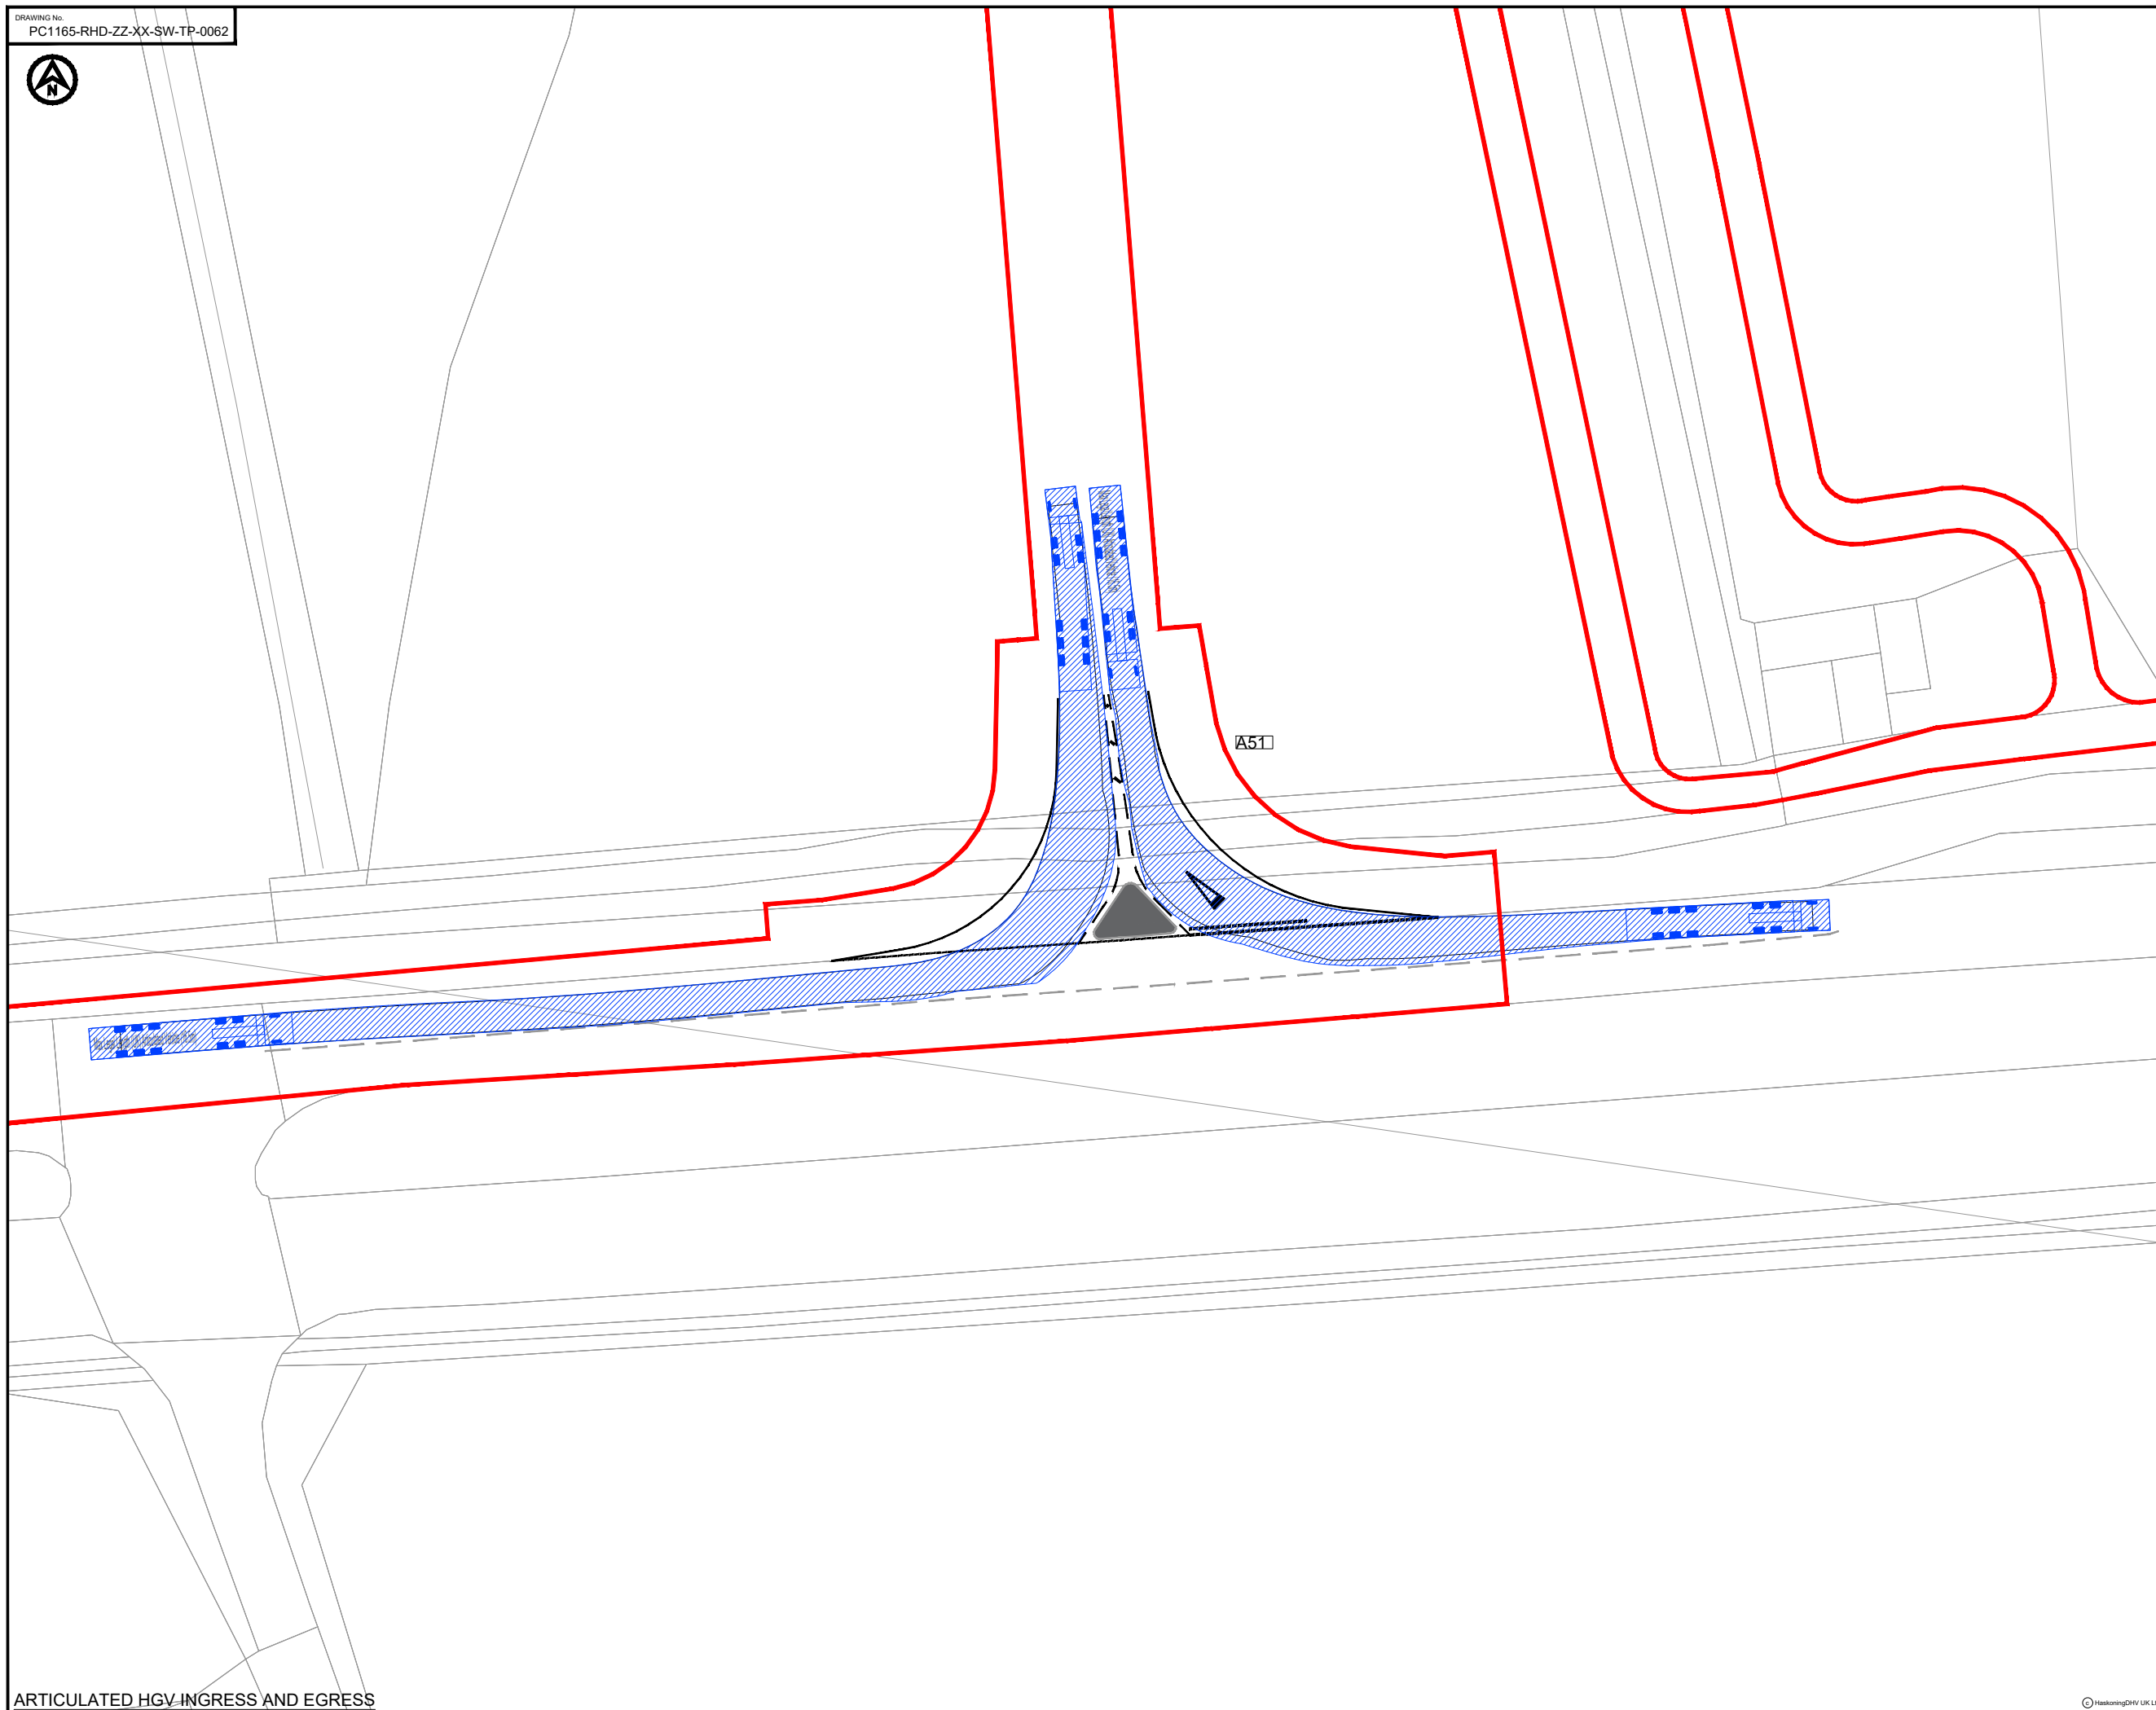 DRAWING No.
PC1165-RHD-ZZ-XX-SW-TP-0062
N
A51
ARTICULATED HGV INGRESS AND EGRESS
© HaskoningDHV UK